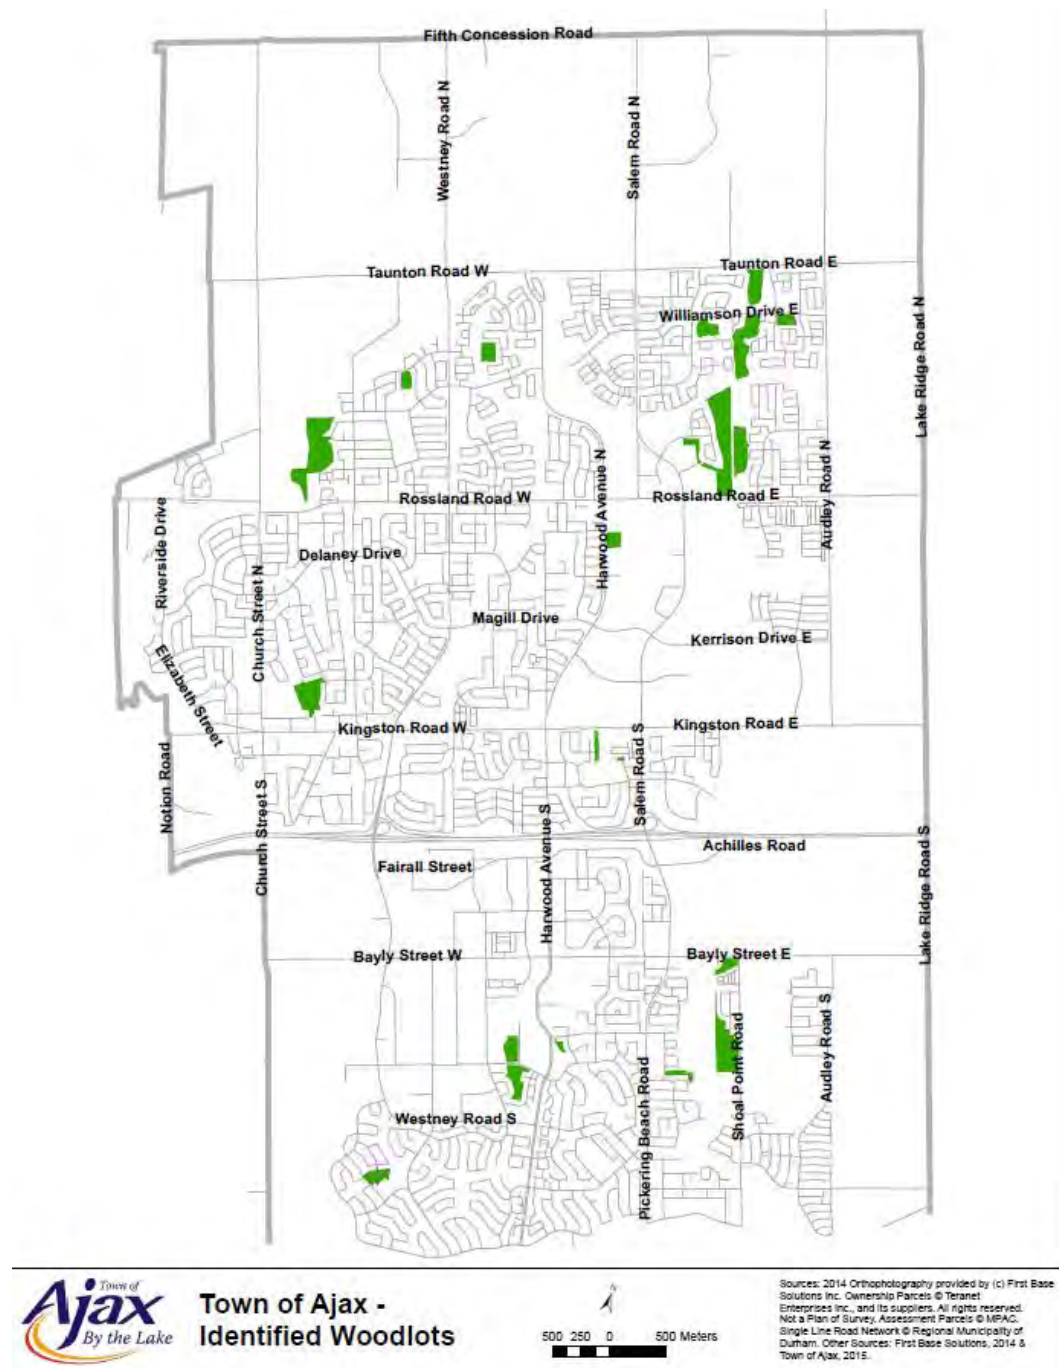 Fifth Concession Road
Westney Road N
Salem Road N
Taunton Road W
Taunton Road E
Williamson Drive E
Lake Ridge Road N
Harwood Avenue N
Audley Road N
Rossland Road W
Rossland Road E
Riverside Drive
Delaney Drive
Church Street N
Magill Drive
Kerrison Drive E
Elizabeth Street
Kingston Road W
Kingston Road E
Notion Road
Salem Road S
Church Street S
Harwood Avenue S
Achilles Road
Lake Ridge Road S
Fairall Street
Bayly Street W
Bayly Street E
Shoal Point Road
Audley Road S
Pickering Beach Road
Westney Road S
Town of
Ajax
By the Lake
Town of Ajax -
Identified Woodlots
500 250 0 500 Meters
Sources: 2014 Orthophotography provided by (c) First Base
Solutions Inc. Ownership Parcels © Teranet
Enterprises Inc., and its suppliers. All rights reserved.
Not a Plan of Survey. Assessment Parcels © MPAC.
Single Line Road Network © Regional Municipality of
Durham. Other Sources: First Base Solutions, 2014 &
Town of Ajax, 2015.